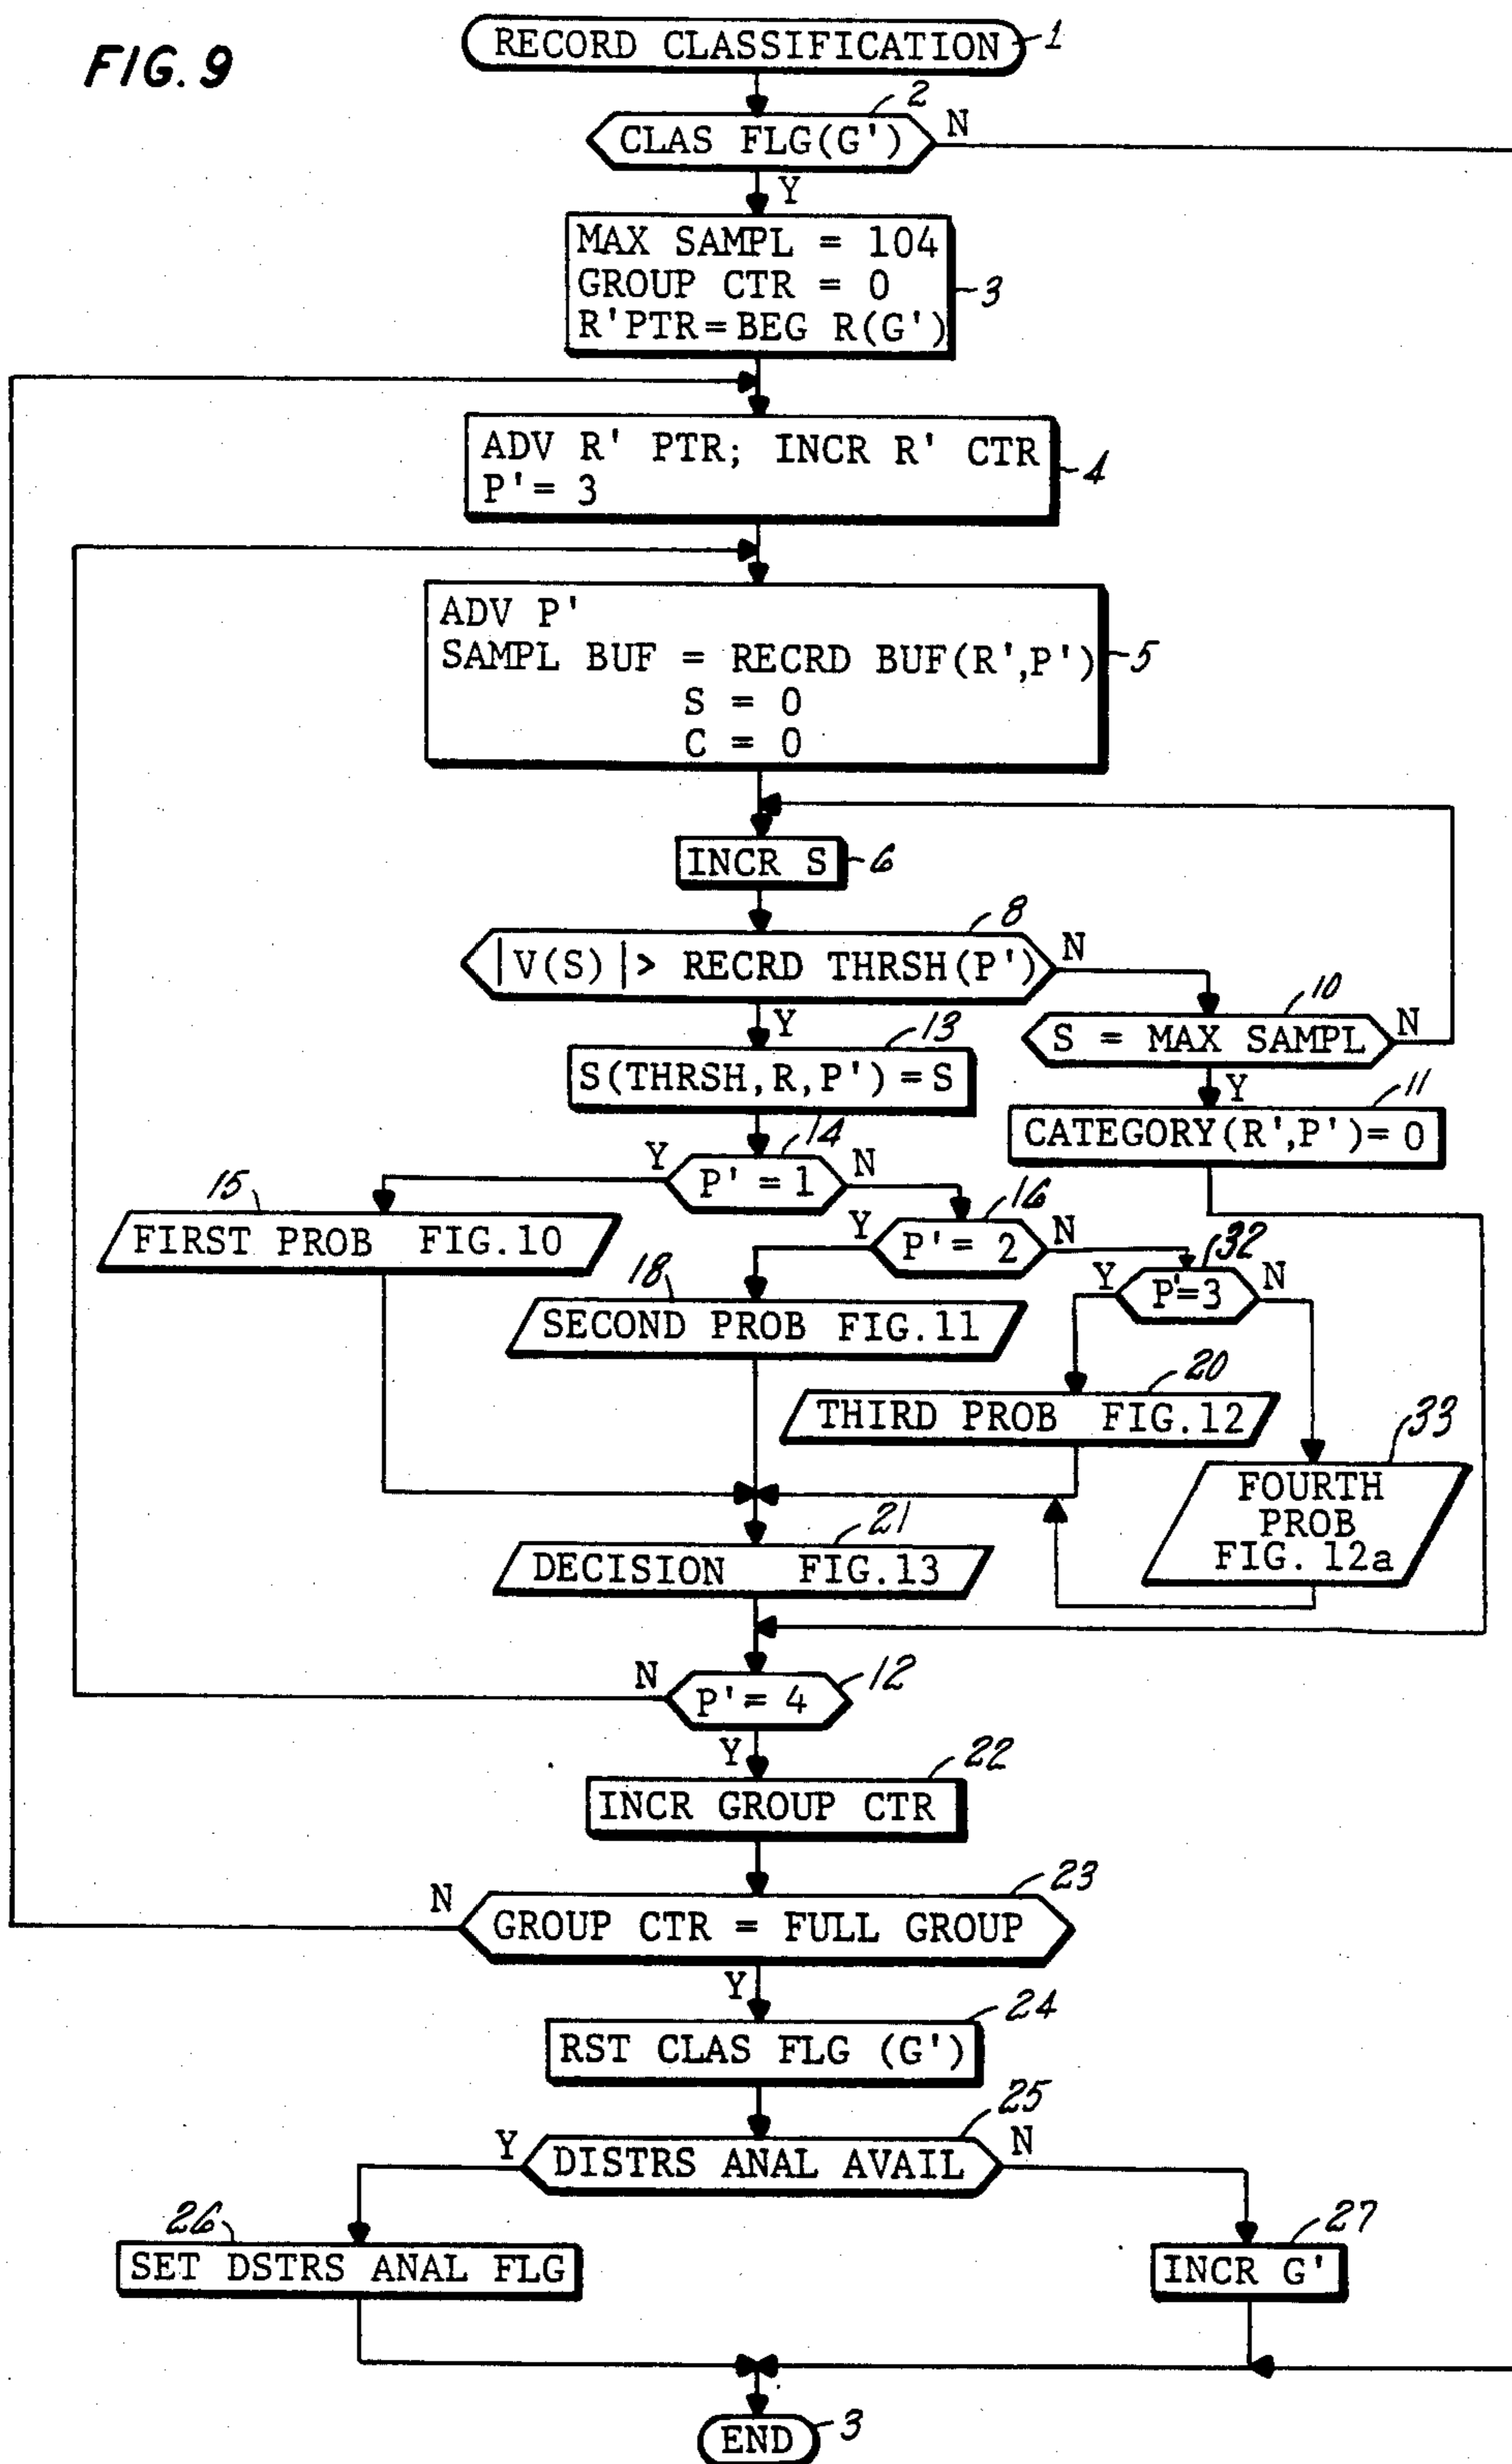 FIG. 9
RECORD CLASSIFICATION
1
2
CLAS FLG(G')
N
Y
MAX SAMPL = 104
GROUP CTR = 0
R'PTR=BEG R(G')
3
ADV R' PTR; INCR R' CTR
P'= 3
4
ADV P'
SAMPL BUF = RECRD BUF(R',P')
S = 0
C = 0
5
INCR S
6
8
|V(S)|> RECRD THRSH(P')
N
Y
10
S = MAX SAMPL
N
Y
13
S(THRSH,R,P')=S
11
CATEGORY(R',P')= 0
14
Y
P' = 1
N
15
FIRST PROB FIG.10
16
Y
P'= 2
N
18
SECOND PROB FIG.11
32
Y
P'=3
N
20
THIRD PROB FIG.12
33
FOURTH
PROB
FIG. 12a
21
DECISION FIG.13
N
P'= 4
12
Y
22
INCR GROUP CTR
23
N
GROUP CTR = FULL GROUP
Y
24
RST CLAS FLG (G')
25
Y
DISTRS ANAL AVAIL
N
26
SET DSTRS ANAL FLG
27
INCR G'
END
3